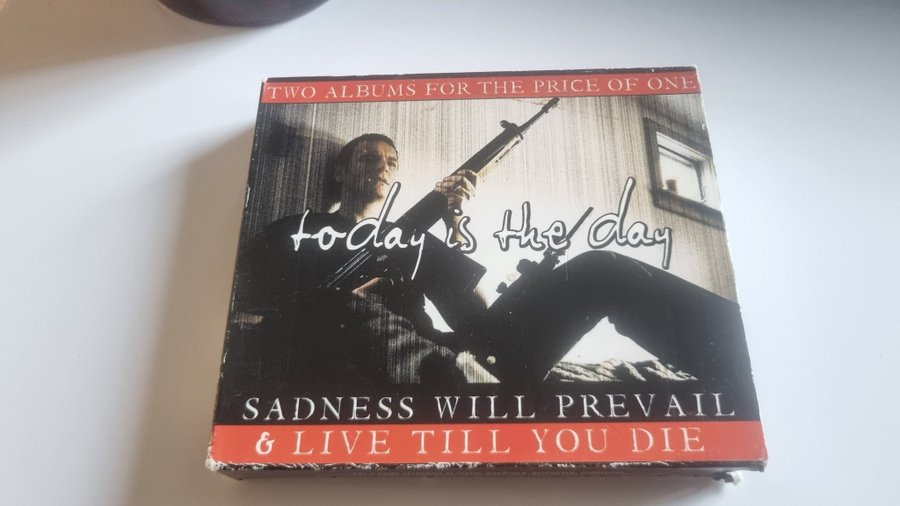 TWO ALBUMS FOR THE PRICE OF ONE
today is the day
SADNESS WILL PREVAIL
& LIVE TILL YOU DIE